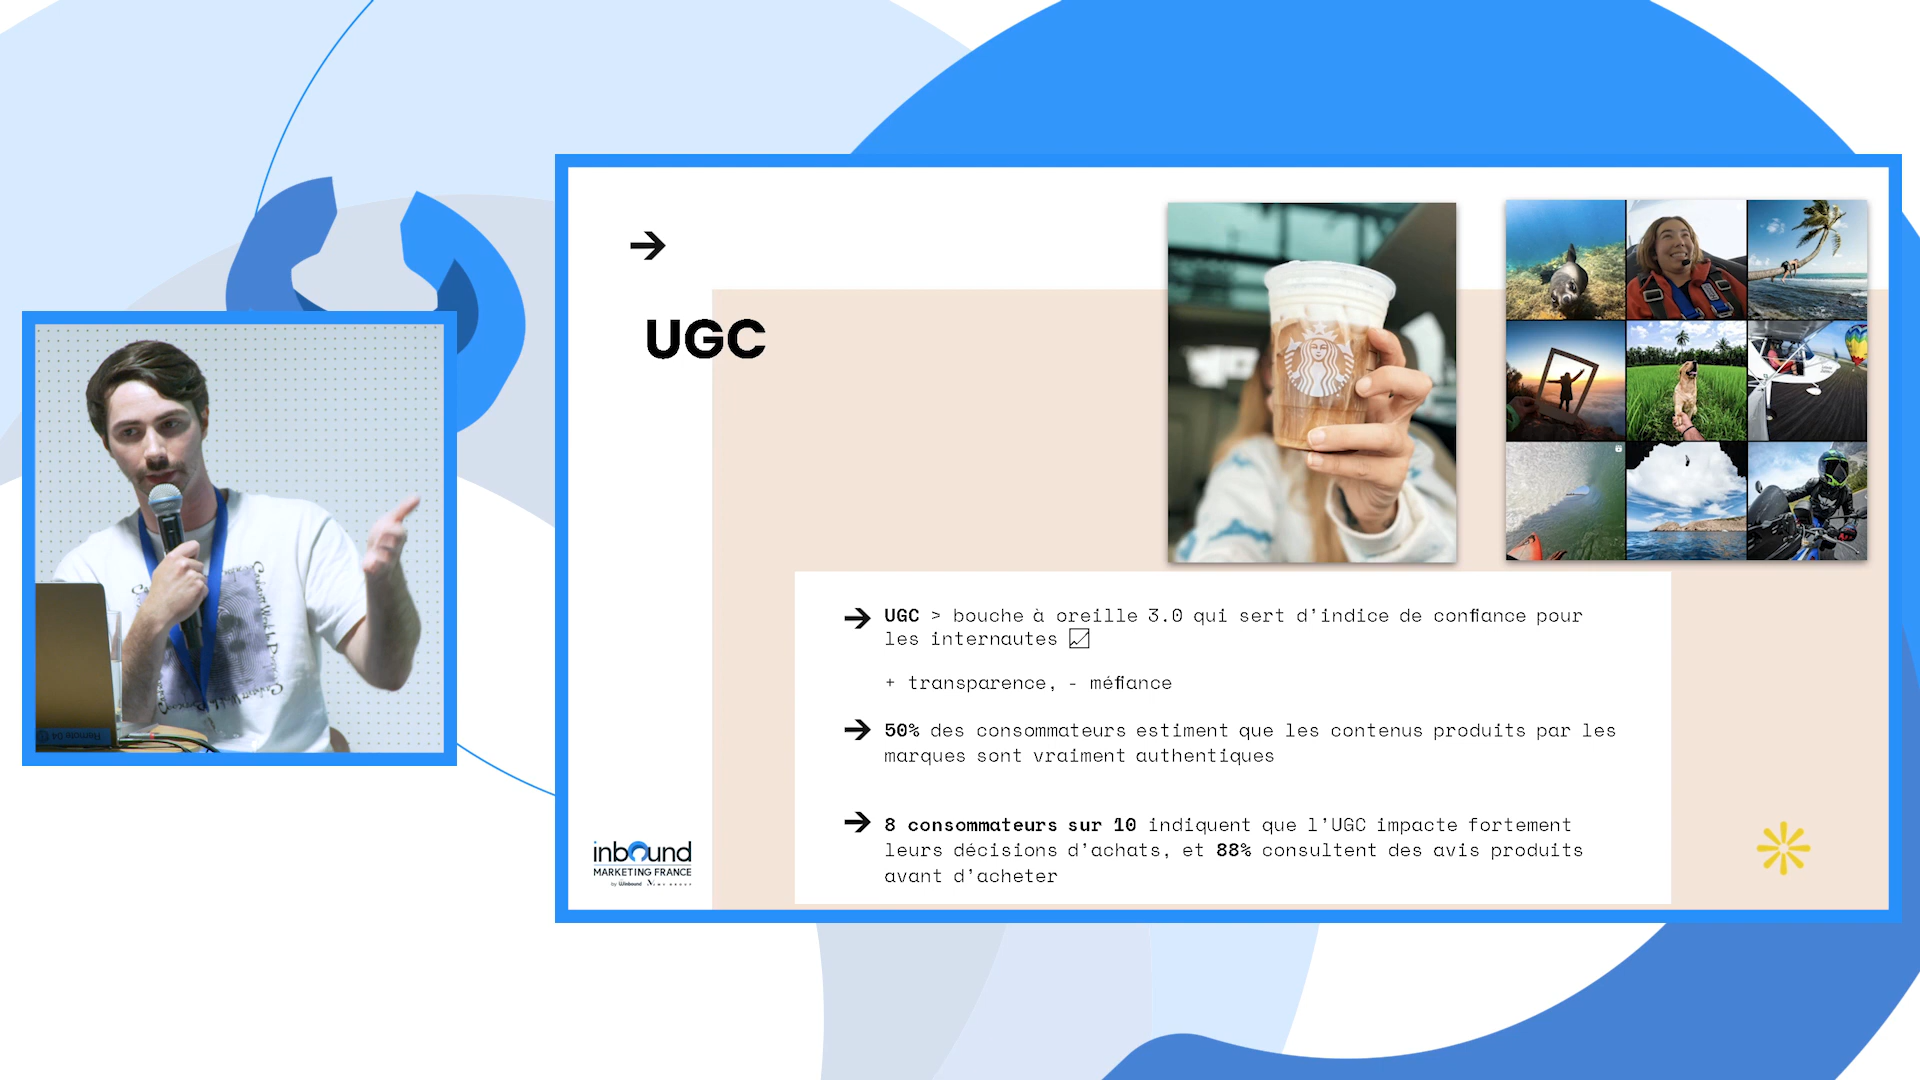 UGC
UGC > bouche à oreille 3.0 qui sert d'indice de confiance pour
les internautes
+ transparence, - méfiance
50% des consommateurs estiment que les contenus produits par les
marques sont vraiment authentiques
8 consommateurs sur 10 indiquent que l'UGC impacte fortement
leurs décisions d'achats, et 88% consultent des avis produits
avant d'acheter
inbound
MARKETING FRANCE